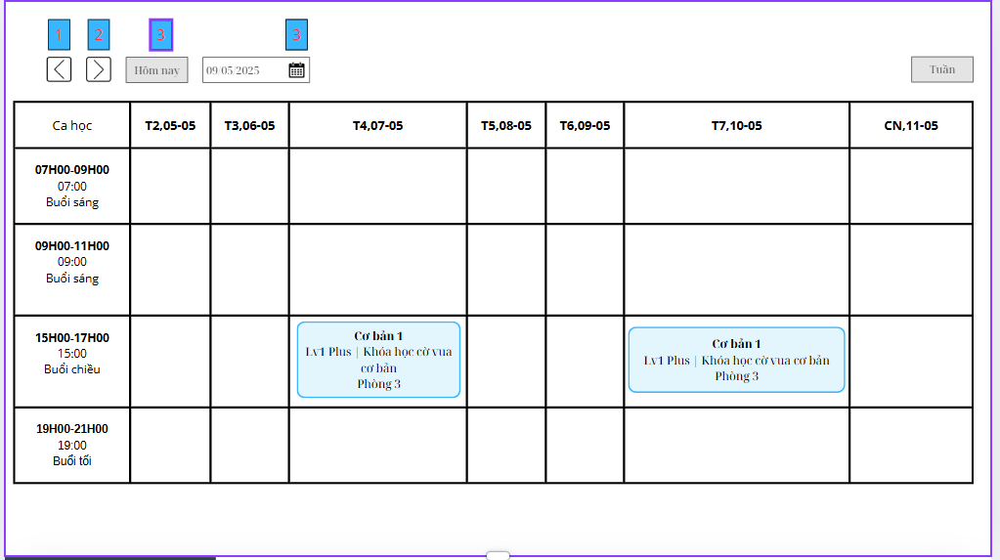 1
2
3
3
Hôm nay
09/05/2025
Tuần
Ca học
T2,05-05
T3,06-05
T4,07-05
T5,08-05
T6,09-05
T7,10-05
CN,11-05
07H00-09H00
07:00
Buổi sáng
09H00-11H00
09:00
Buổi sáng
15H00-17H00
15:00
Buổi chiều
Cơ bản 1
Lv1 Plus | Khóa học cờ vua
cơ bản
Phòng 3
Cơ bản 1
Lv1 Plus | Khóa học cờ vua cơ bản
Phòng 3
19H00-21H00
19:00
Buổi tối